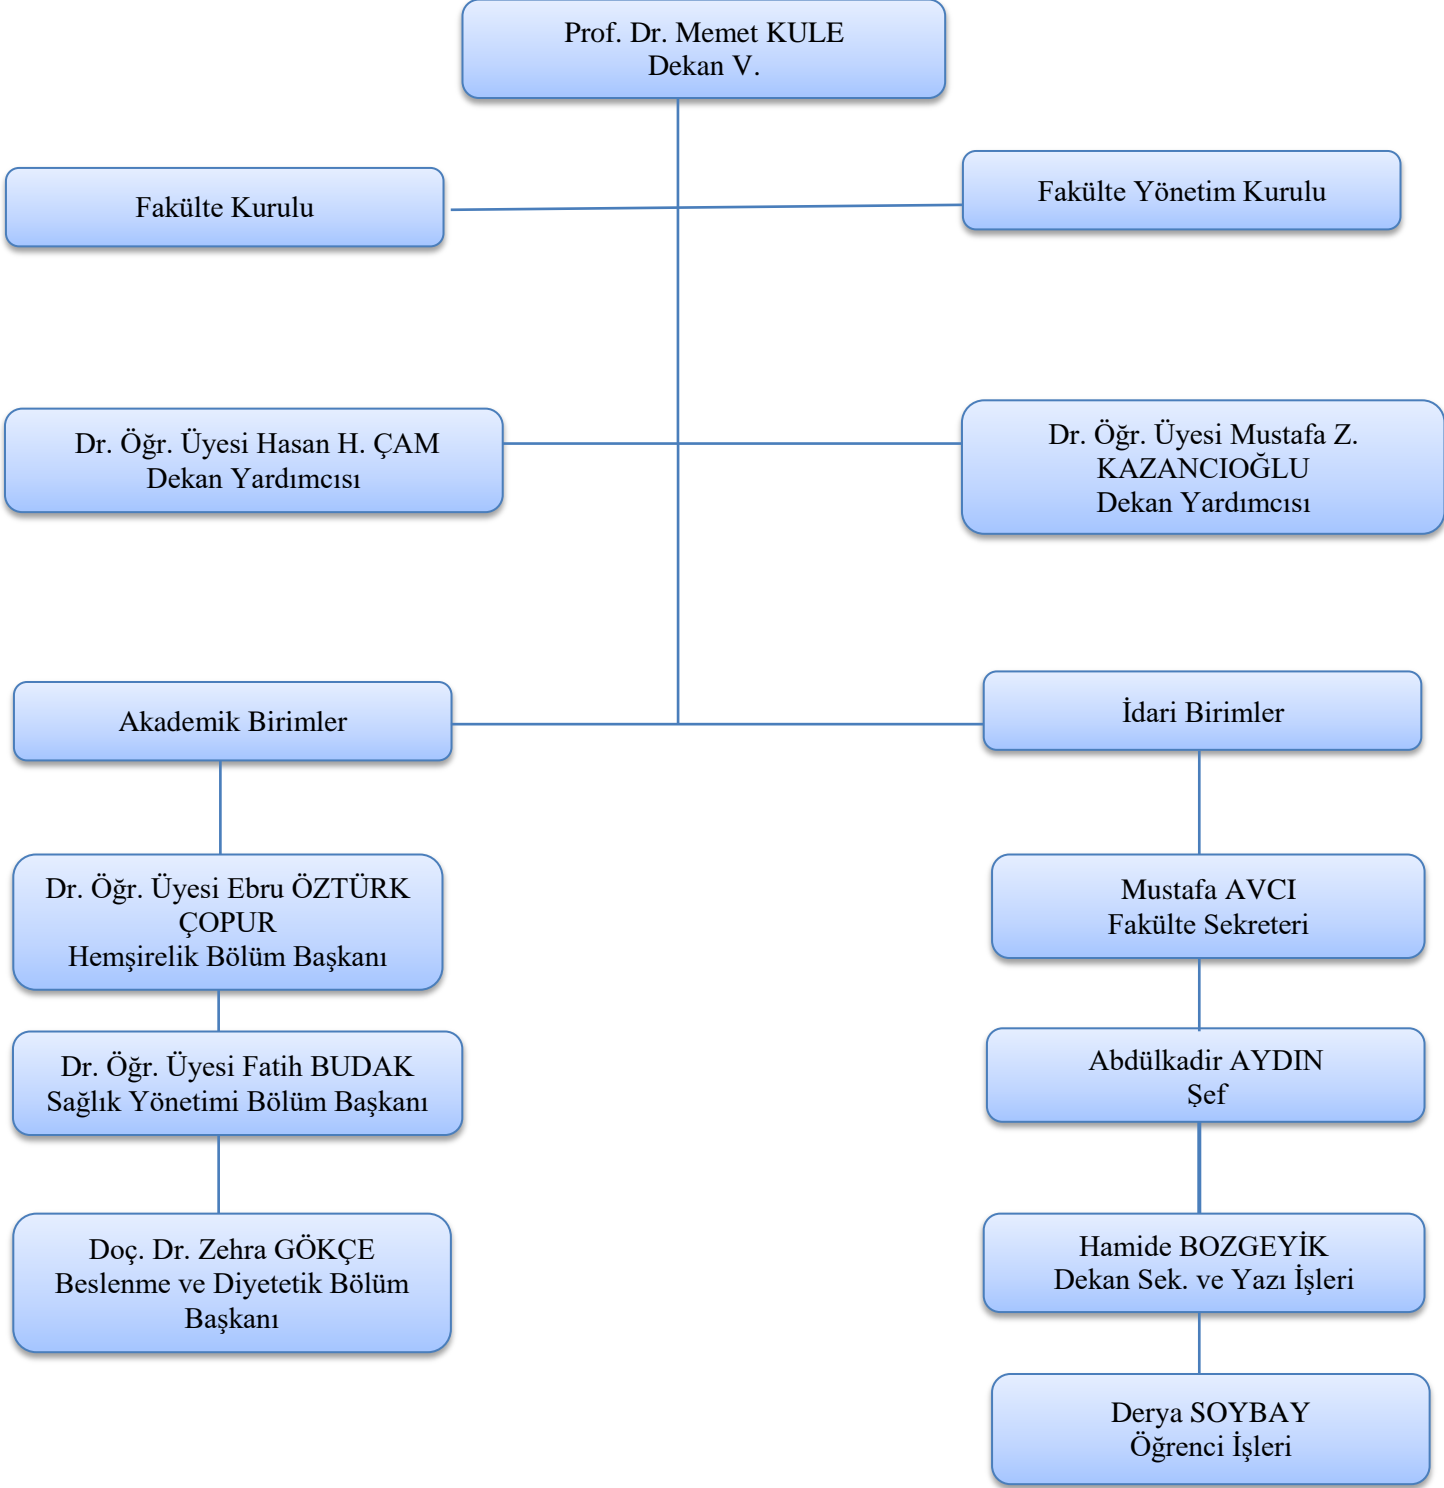 Prof. Dr. Memet KULE
Dekan V.
Fakülte Kurulu
Fakülte Yönetim Kurulu
Dr. Öğr. Üyesi Hasan H. ÇAM
Dekan Yardımcısı
Dr. Öğr. Üyesi Mustafa Z.
KAZANCIOĞLU
Dekan Yardımcısı
Akademik Birimler
İdari Birimler
Dr. Öğr. Üyesi Ebru ÖZTÜRK
ÇOPUR
Hemşirelik Bölüm Başkanı
Dr. Öğr. Üyesi Fatih BUDAK
Sağlık Yönetimi Bölüm Başkanı
Doç. Dr. Zehra GÖKÇE
Beslenme ve Diyetetik Bölüm
Başkanı
Mustafa AVCI
Fakülte Sekreteri
Abdülkadir AYDIN
Şef
Hamide BOZGEYİK
Dekan Sek. ve Yazı İşleri
Derya SOYBAY
Öğrenci İşleri